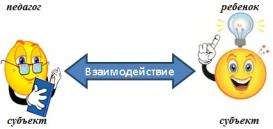 педагог
ребенок
Взаимодействие
субъект
субъект